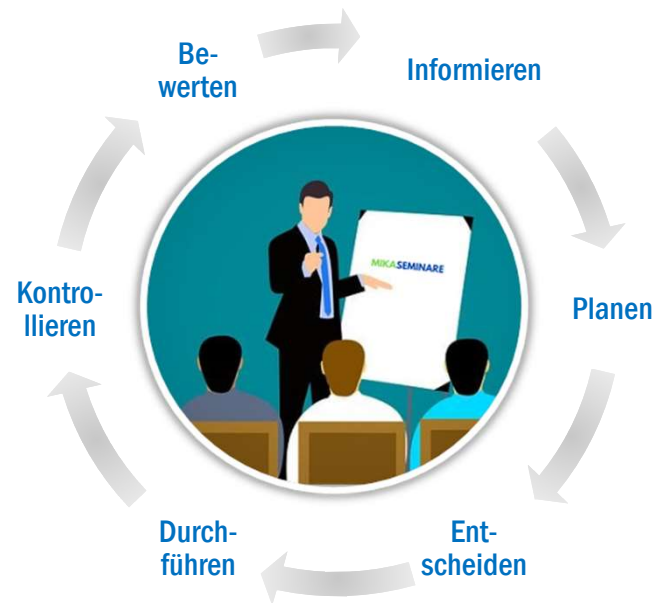 Be-
werten
Informieren
Planen
Ent-
scheiden
Durch-
führen
Kontro-
llieren
MIKASEMINARE